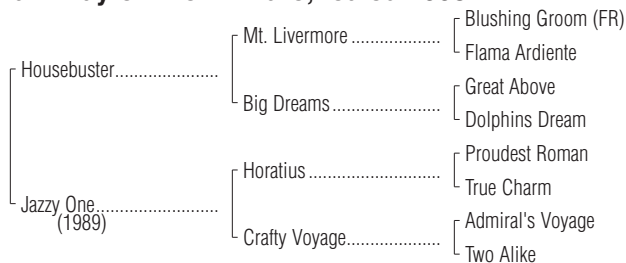 Blushing Groom (FR)
Mt. Livermore
Flama Ardiente
Housebuster
Great Above
Big Dreams
Dolphins Dream
Proudest Roman
Horatius
True Charm
Jazzy One
(1989)
Admiral's Voyage
Crafty Voyage
Two Alike